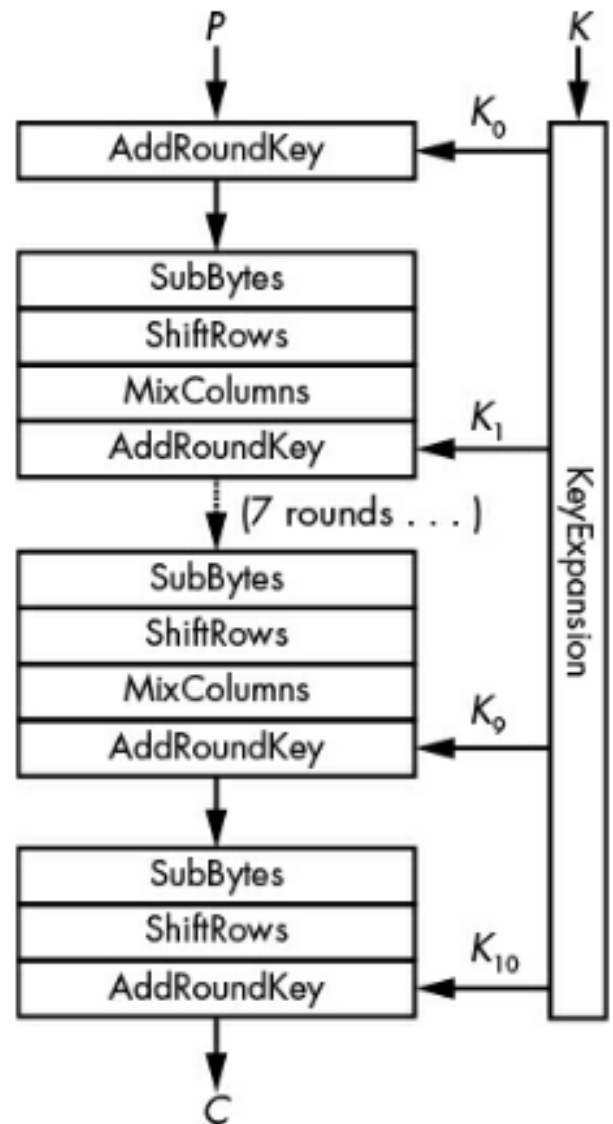 P
K
AddRoundKey
K₀
SubBytes
ShiftRows
MixColumns
AddRoundKey
K₁
(7 rounds . . . )
KeyExpansion
SubBytes
ShiftRows
MixColumns
AddRoundKey
K₉
SubBytes
ShiftRows
AddRoundKey
K₁₀
C